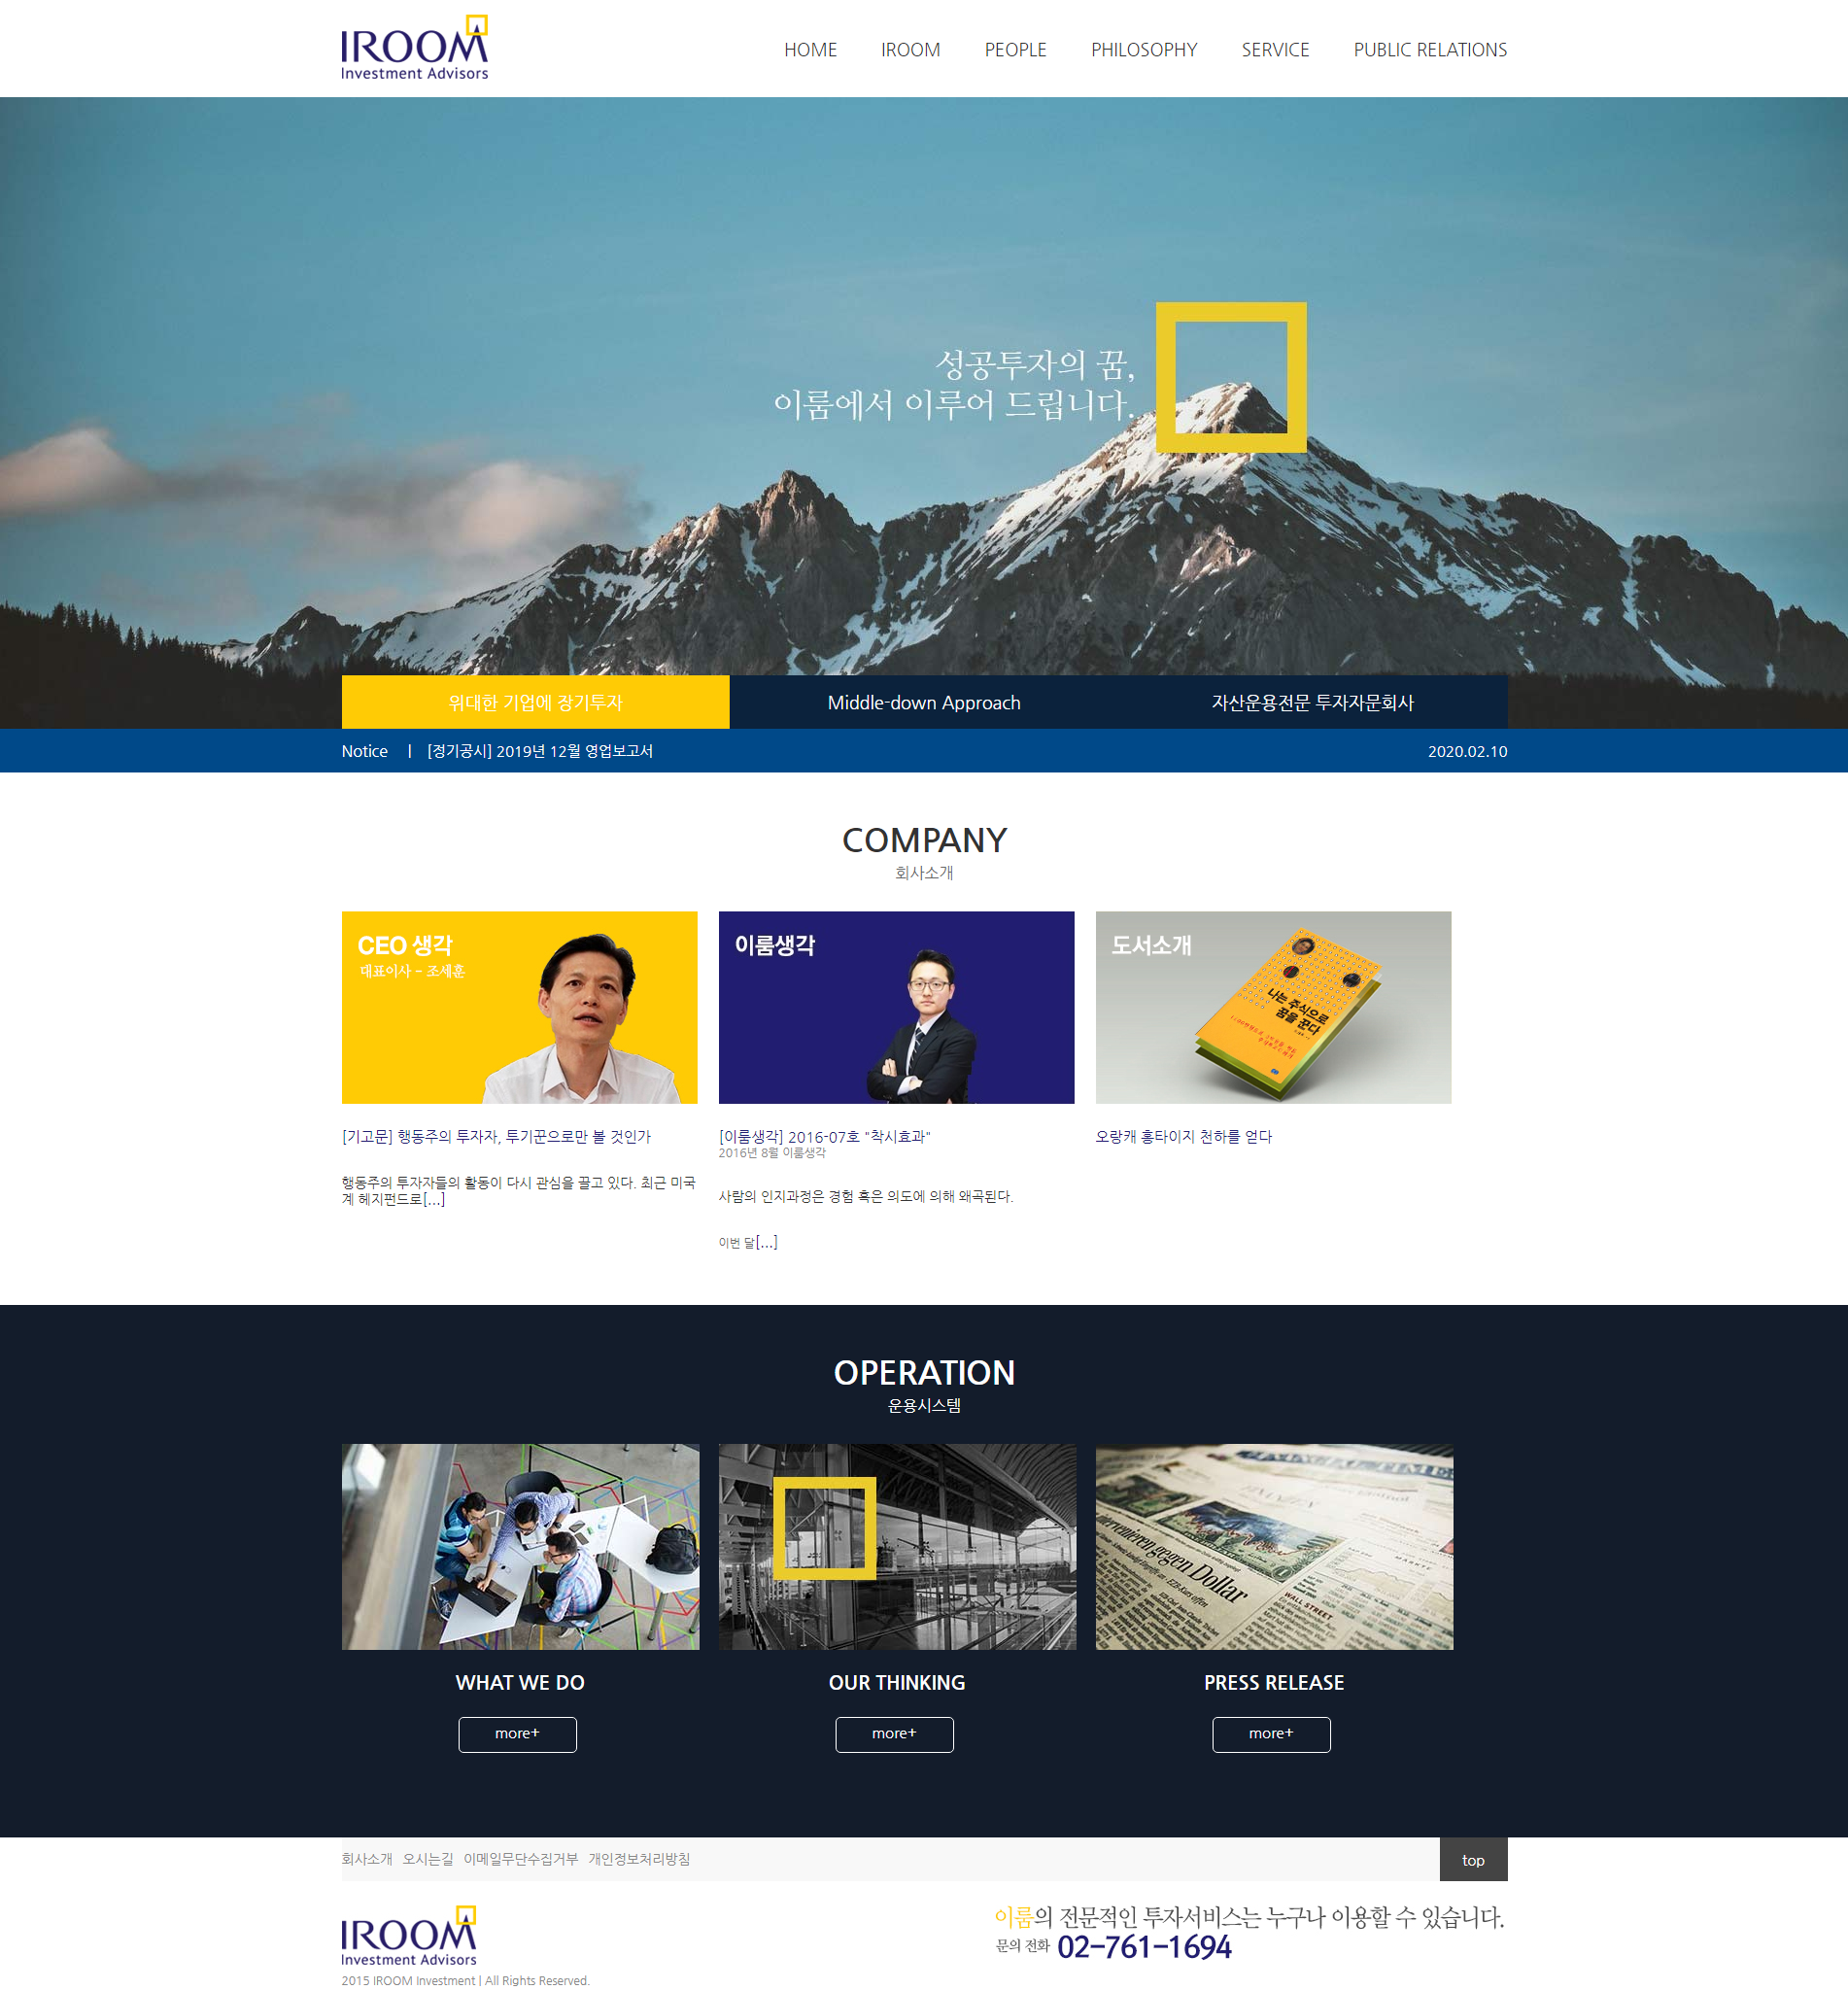 IROOM
Investment Advisors
HOME IROOM PEOPLE PHILOSOPHY SERVICE PUBLIC RELATIONS
성공투자의 꿈,
이룸에서 이루어 드립니다.
위대한 기업에 장기투자 Middle-down Approach 자산운용전문 투자자문회사
Notice | [정기공시] 2019년 12월 영업보고서 2020.02.10
COMPANY
회사소개
CEO 생각
대표이사 - 조세훈
이룸생각
도서소개
나는 주식으로
꿈을 꾼다
[기고문] 행동주의 투자자, 투기꾼으로만 볼 것인가
행동주의 투자자들의 활동이 다시 관심을 끌고 있다. 최근 미국
계 헤지펀드로[...]
[이룸생각] 2016-07호 "착시효과"
2016년 8월 이룸생각
사람의 인지과정은 경험 혹은 의도에 의해 왜곡된다.
이번 달[...]
오랑캐 홍타이지 천하를 얻다
OPERATION
운용시스템
FINANCIAL TIMES
intervenieren gegen Dollar
WALL STREET
WHAT WE DO
OUR THINKING
PRESS RELEASE
more+ more+ more+
회사소개 오시는길 이메일무단수집거부 개인정보처리방침 top
IROOM
Investment Advisors
2015 IROOM Investment | All Rights Reserved.
이룸의 전문적인 투자서비스는 누구나 이용할 수 있습니다.
문의 전화 02-761-1694